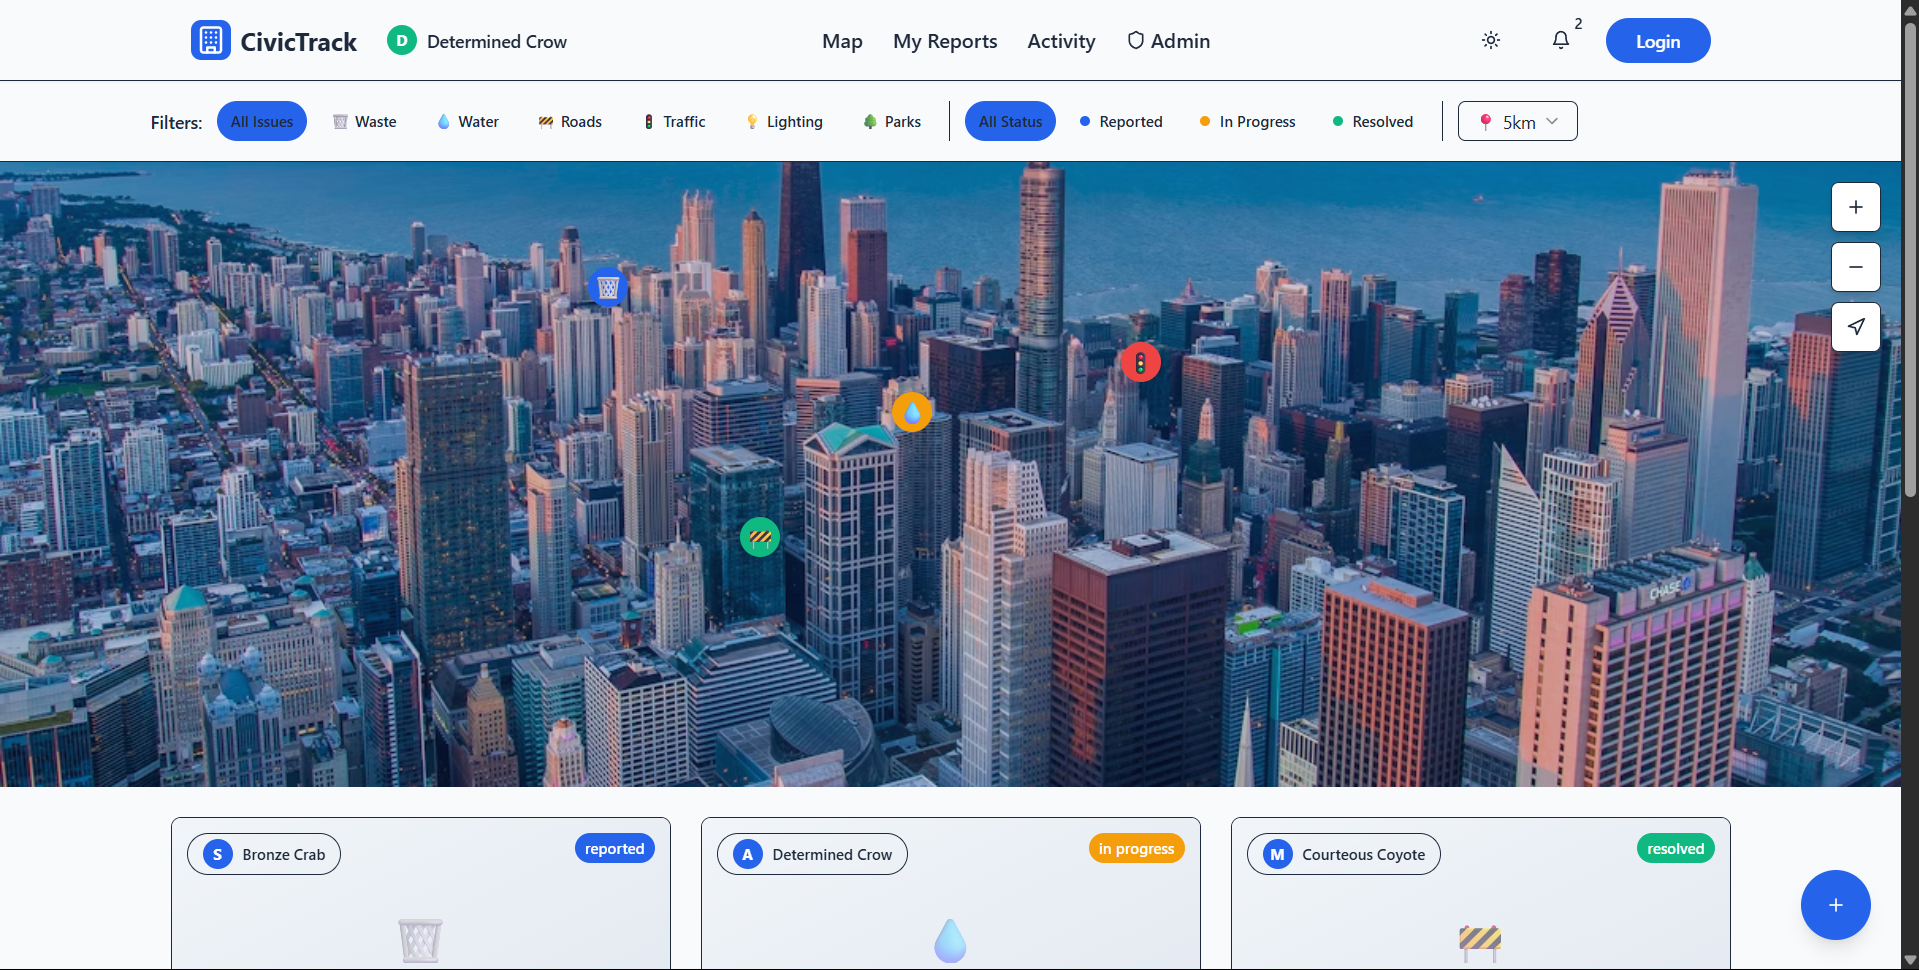 CivicTrack
D Determined Crow
Map My Reports Activity Admin
2
Login
Filters: All Issues Waste Water Roads Traffic Lighting Parks All Status Reported In Progress Resolved 5km
CHASE
S Bronze Crab
reported
A Determined Crow
in progress
M Courteous Coyote
resolved